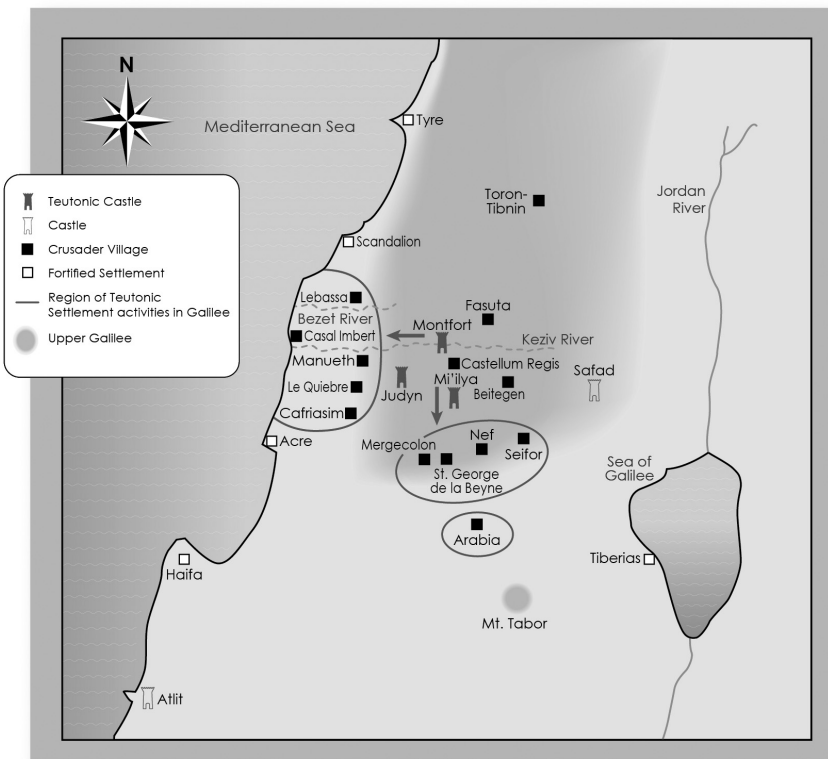 N
Mediterranean Sea
Tyre
Teutonic Castle
Castle
Crusader Village
Fortified Settlement
Region of Teutonic
Settlement activities in Galilee
Upper Galilee
Toron-
Tibnin
Jordan
River
Scandalion
Lebassa
Bezet River
Casal Imbert
Manueth
Le Quiebre
Cafriasim
Acre
Fasuta
Montfort
Keziv River
Castellum Regis
Mi'ilya
Judyn
Beitegen
Safad
Mergecolon
Nef
Seifor
St. George
de la Beyne
Arabia
Sea of
Galilee
Tiberias
Haifa
Mt. Tabor
Atlit